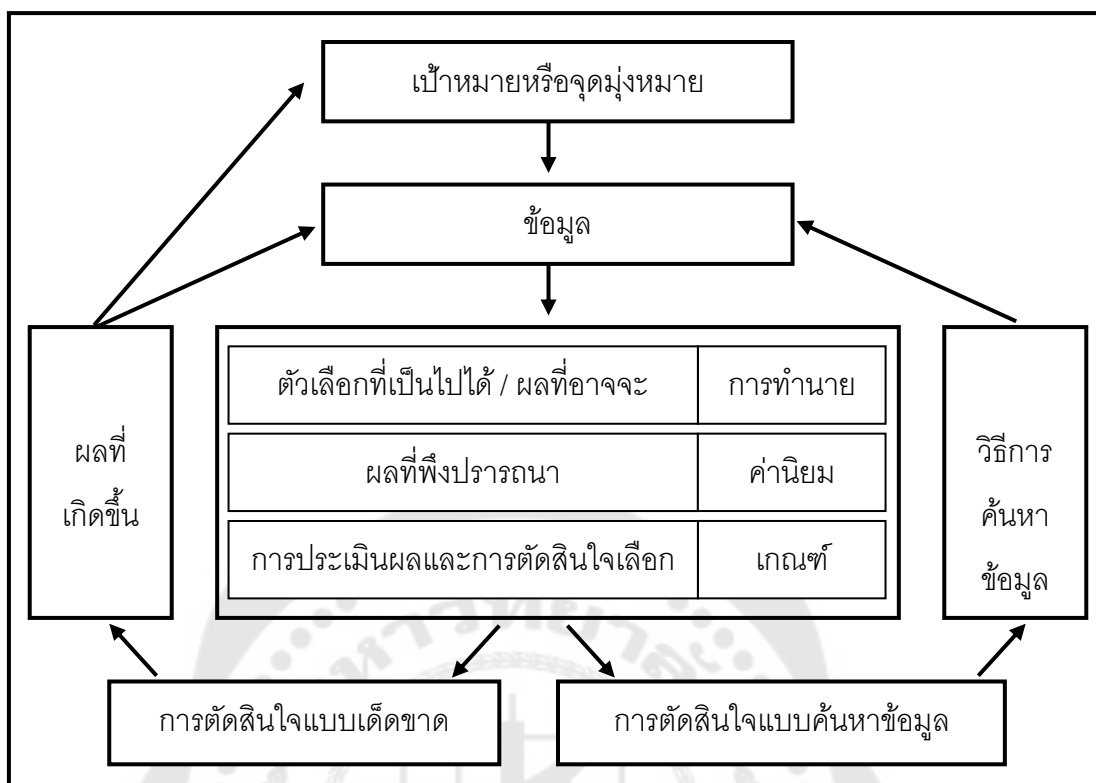 เป้าหมายหรือจุดมุ่งหมาย
ข้อมูล
ตัวเลือกที่เป็นไปได้ / ผลที่อาจจะ
การทำนาย
ผลที่พึงปรารถนา
ค่านิยม
การประเมินผลและการตัดสินใจเลือก
เกณฑ์
ผลที่
เกิดขึ้น
วิธีการ
ค้นหา
ข้อมูล
การตัดสินใจแบบเด็ดขาด
การตัดสินใจแบบค้นหาข้อมูล